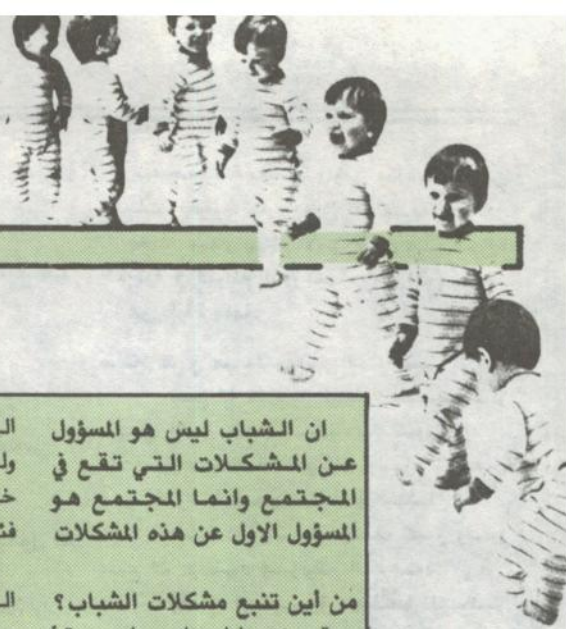 ان الشباب ليس هو المسؤول
عن المشكلات التي تقع في
المجتمع وانما المجتمع هو
المسؤول الاول عن هذه المشكلات
من أين تنبع مشكلات الشباب؟